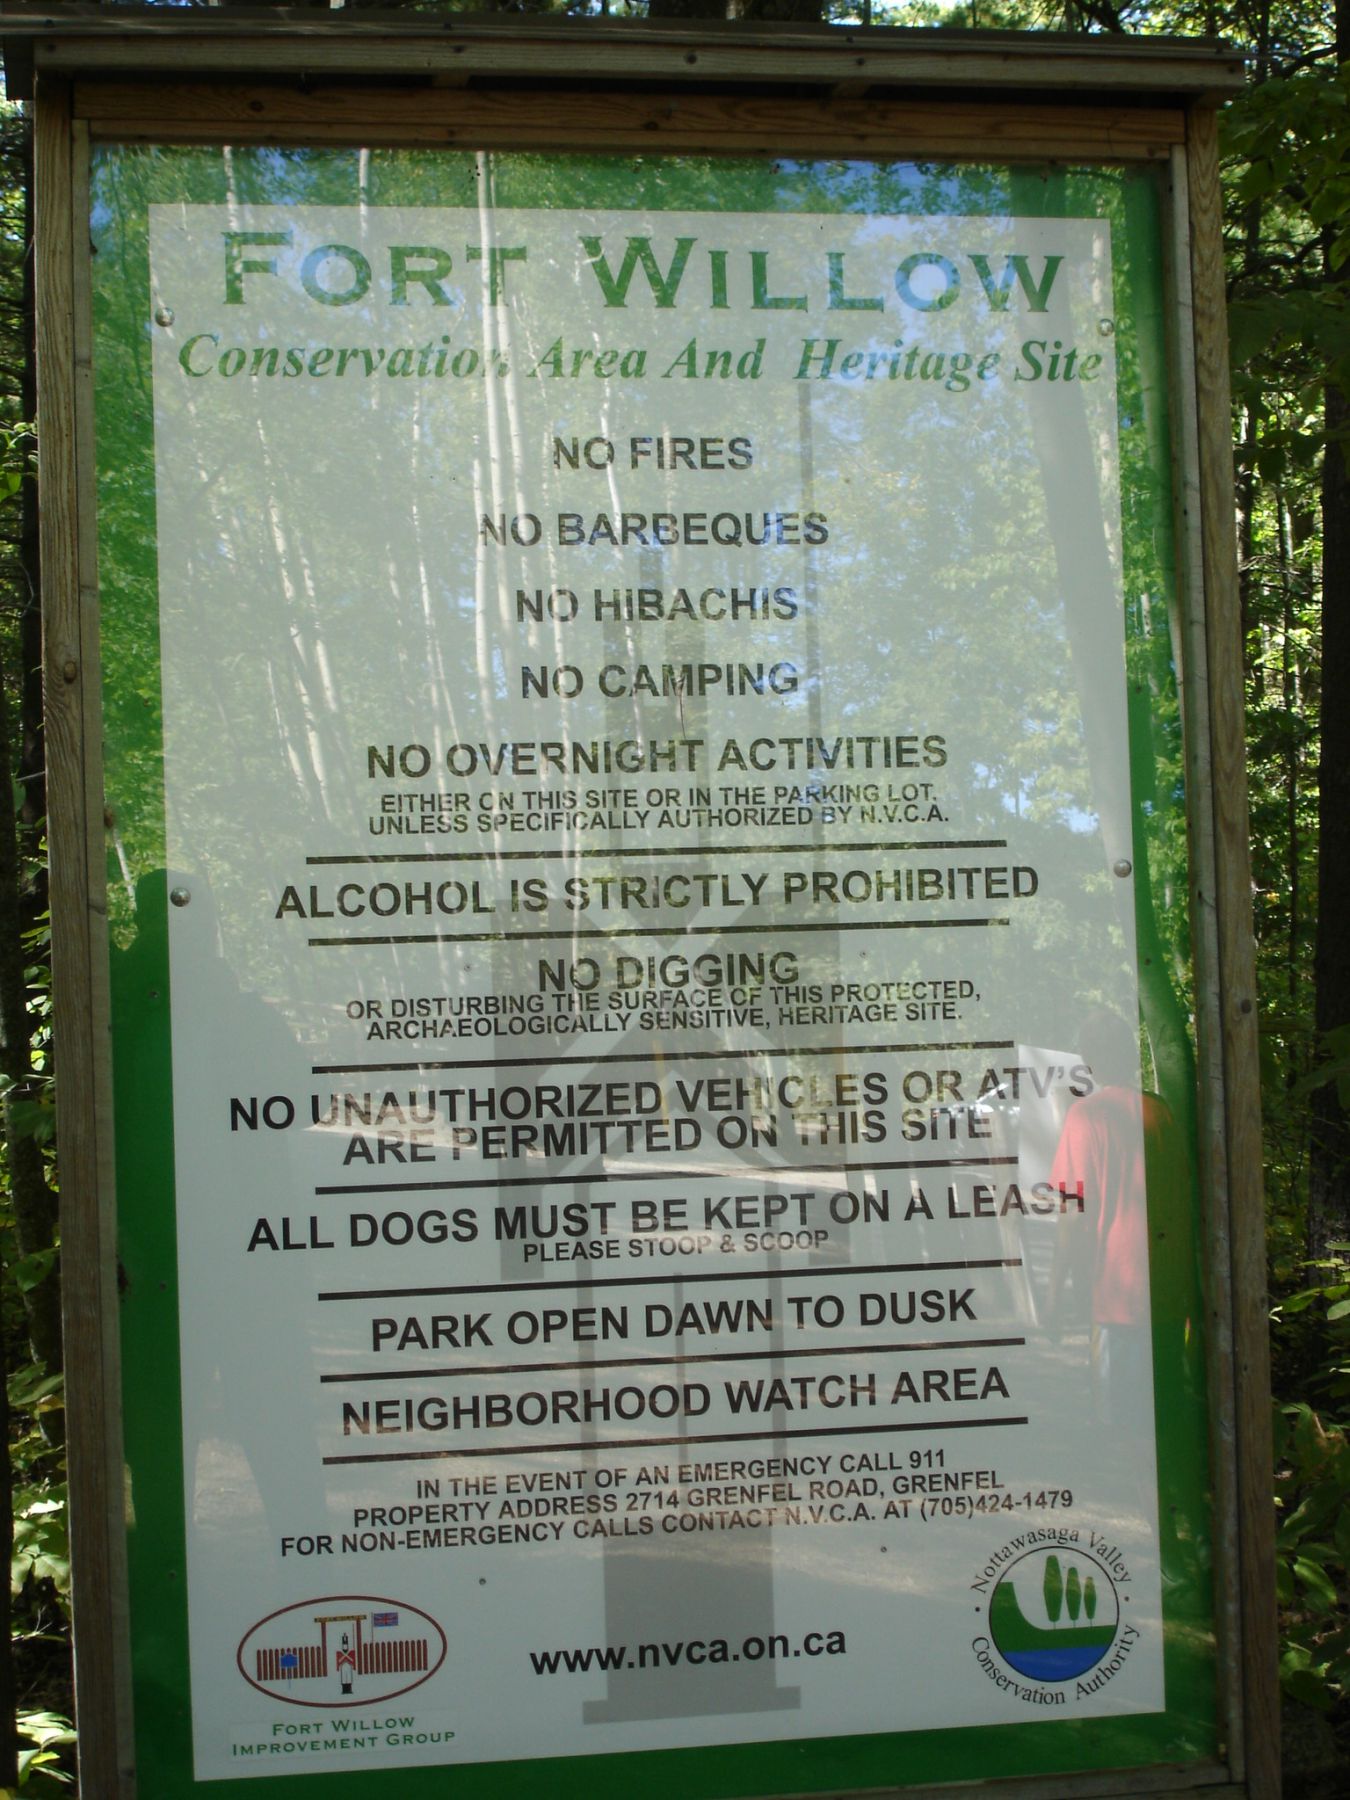 FORT WILLOW
Conservation Area And Heritage Site
NO FIRES
NO BARBEQUES
NO HIBACHIS
NO CAMPING
NO OVERNIGHT ACTIVITIES
EITHER ON THIS SITE OR IN THE PARKING LOT.
UNLESS SPECIFICALLY AUTHORIZED BY N.V.C.A.
ALCOHOL IS STRICTLY PROHIBITED
NO DIGGING
OR DISTURBING THE SURFACE OF THIS PROTECTED,
ARCHAEOLOGICALLY SENSITIVE, HERITAGE SITE.
NO UNAUTHORIZED VEHICLES OR ATV'S
ARE PERMITTED ON THIS SITE
ALL DOGS MUST BE KEPT ON A LEASH
PLEASE STOOP & SCOOP
PARK OPEN DAWN TO DUSK
NEIGHBORHOOD WATCH AREA
IN THE EVENT OF AN EMERGENCY CALL 911
PROPERTY ADDRESS 2714 GRENFEL ROAD, GRENFEL
FOR NON-EMERGENCY CALLS CONTACT N.V.C.A. AT (705)424-1479
FORT WILLOW
IMPROVEMENT GROUP
www.nvca.on.ca
Nottawasaga Valley
Conservation Authority